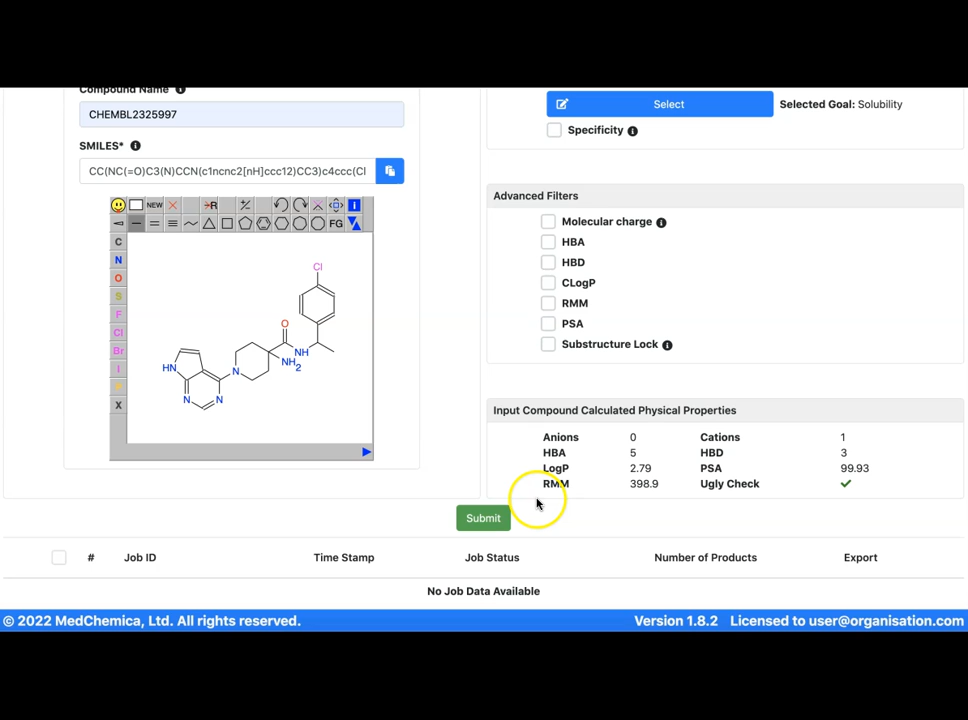 Compound Name
CHEMBL2325997
SMILES*
CC(NC(=O)C3(N)CCN(c1ncnc2[nH]ccc12)CC3)c4ccc(Cl
NEW R +/- i
FG
C
N
O
S
F
Cl
Br
I
X
Cl
O
NH
NH2
HN
N
N
N
Select Selected Goal: Solubility
Specificity
Advanced Filters
Molecular charge
HBA
HBD
CLogP
RMM
PSA
Substructure Lock
Input Compound Calculated Physical Properties
Anions 0 Cations 1
HBA 5 HBD 3
LogP 2.79 PSA 99.93
RMM 398.9 Ugly Check
Submit
# Job ID Time Stamp Job Status Number of Products Export
No Job Data Available
© 2022 MedChemica, Ltd. All rights reserved. Version 1.8.2 Licensed to user@organisation.com